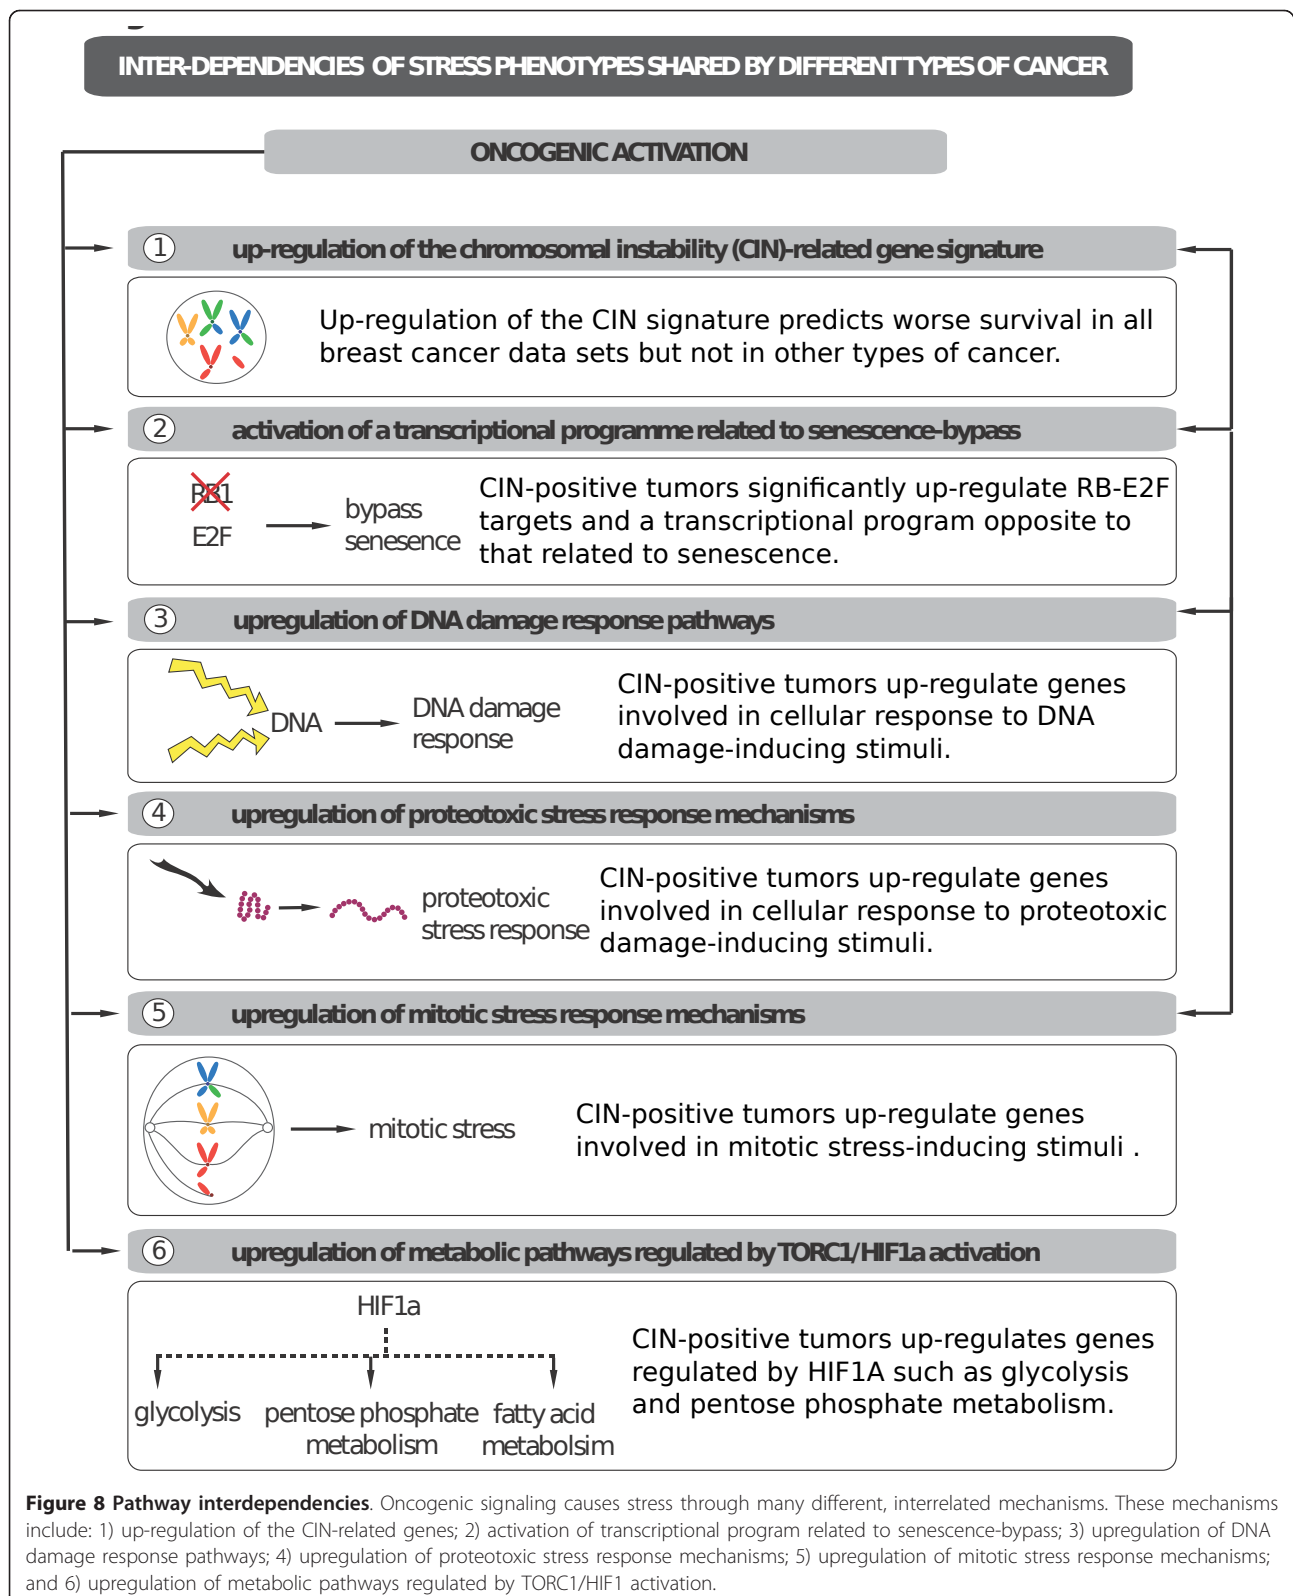 INTER-DEPENDENCIES OF STRESS PHENOTYPES SHARED BY DIFFERENT TYPES OF CANCER
ONCOGENIC ACTIVATION
1 up-regulation of the chromosomal instability (CIN)-related gene signature
Up-regulation of the CIN signature predicts worse survival in all
breast cancer data sets but not in other types of cancer.
2 activation of a transcriptional programme related to senescence-bypass
RB1
E2F
bypass
senesence
CIN-positive tumors significantly up-regulate RB-E2F
targets and a transcriptional program opposite to
that related to senescence.
3 upregulation of DNA damage response pathways
DNA
DNA damage
response
CIN-positive tumors up-regulate genes
involved in cellular response to DNA
damage-inducing stimuli.
4 upregulation of proteotoxic stress response mechanisms
proteotoxic
stress response
CIN-positive tumors up-regulate genes
involved in cellular response to proteotoxic
damage-inducing stimuli.
5 upregulation of mitotic stress response mechanisms
mitotic stress
CIN-positive tumors up-regulate genes
involved in mitotic stress-inducing stimuli .
6 upregulation of metabolic pathways regulated by TORC1/HIF1a activation
HIF1a
glycolysis
pentose phosphate
metabolism
fatty acid
metabolsim
CIN-positive tumors up-regulates genes
regulated by HIF1A such as glycolysis
and pentose phosphate metabolism.
Figure 8 Pathway interdependencies. Oncogenic signaling causes stress through many different, interrelated mechanisms. These mechanisms
include: 1) up-regulation of the CIN-related genes; 2) activation of transcriptional program related to senescence-bypass; 3) upregulation of DNA
damage response pathways; 4) upregulation of proteotoxic stress response mechanisms; 5) upregulation of mitotic stress response mechanisms;
and 6) upregulation of metabolic pathways regulated by TORC1/HIF1 activation.